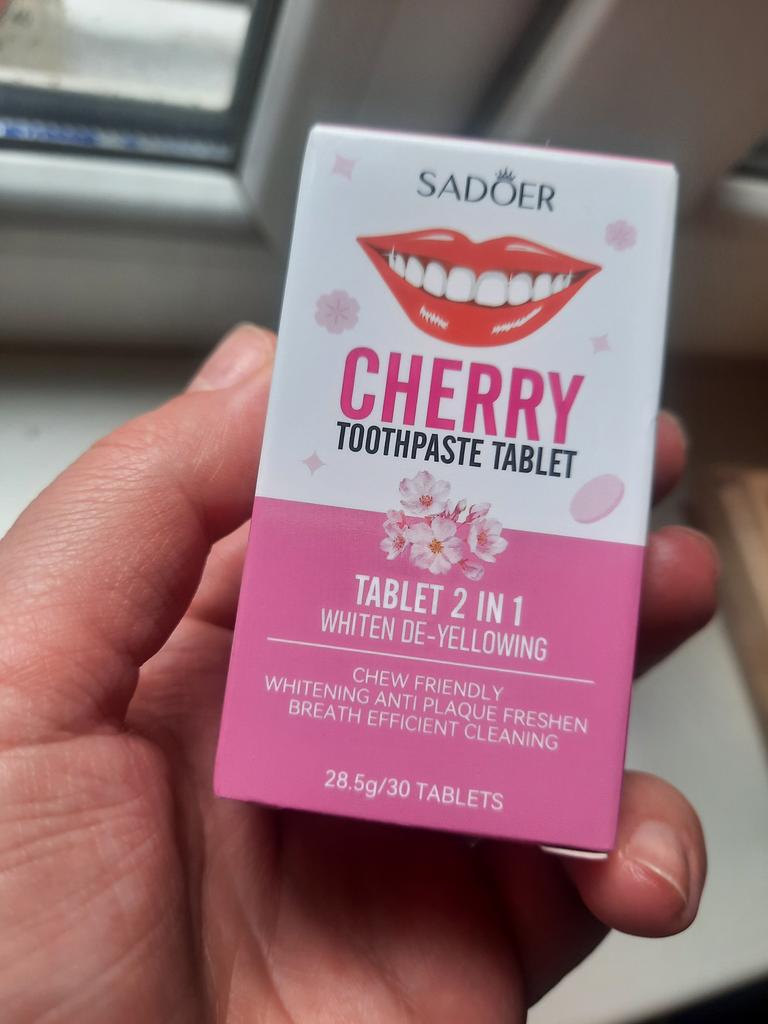 SADOER
CHERRY
TOOTHPASTE TABLET
TABLET 2 IN 1
WHITEN DE-YELLOWING
CHEW FRIENDLY
WHITENING ANTI PLAQUE FRESHEN
BREATH EFFICIENT CLEANING
28.5g/30 TABLETS